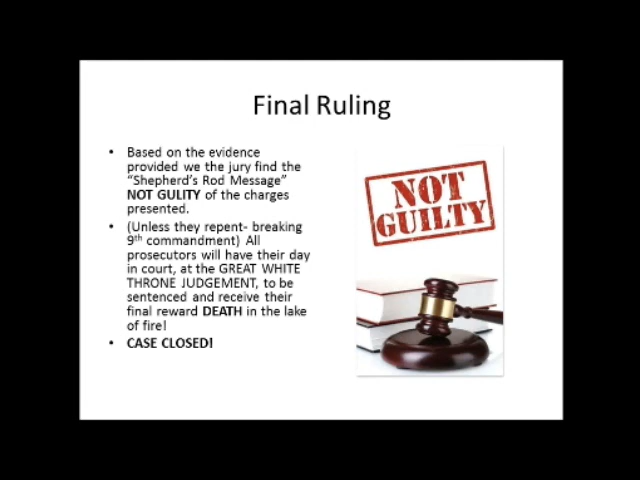 Final Ruling
• Based on the evidence
provided we the jury find the
“Shepherd’s Rod Message”
NOT GULITY of the charges
presented.
• (Unless they repent- breaking
9th commandment) All
prosecutors will have their day
in court, at the GREAT WHITE
THRONE JUDGEMENT, to be
sentenced and receive their
final reward DEATH in the lake
of fire!
• CASE CLOSED!
NOT
GUILTY